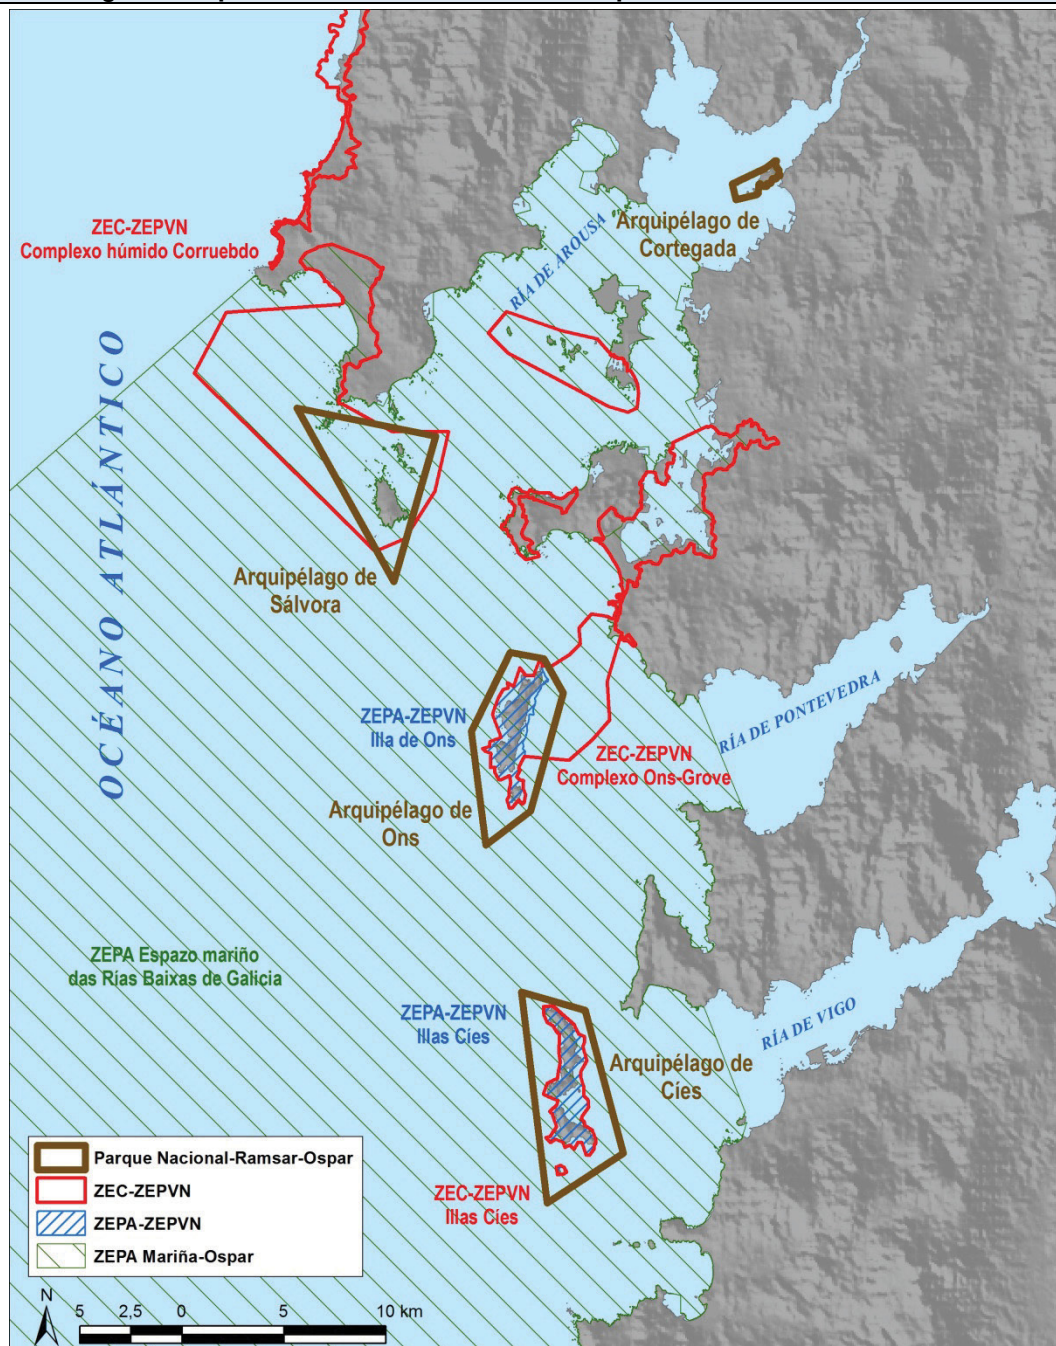 ZEC-ZEPVN
Complexo húmido Corruebdo
Arquipélago de
Cortegada
RÍA DE AROUSA
OCÉANO ATLÁNTICO
Arquipélago de
Sálvora
ZEPA-ZEPVN
Illa de Ons
RÍA DE PONTEVEDRA
ZEC-ZEPVN
Complexo Ons-Grove
Arquipélago de
Ons
ZEPA Espazo mariño
das Rías Baixas de Galicia
ZEPA-ZEPVN
Illas Cíes
RÍA DE VIGO
Arquipélago de
Cíes
ZEC-ZEPVN
Illas Cíes
Parque Nacional-Ramsar-Ospar
ZEC-ZEPVN
ZEPA-ZEPVN
ZEPA Mariña-Ospar
N
5 2,5 0 5 10 km